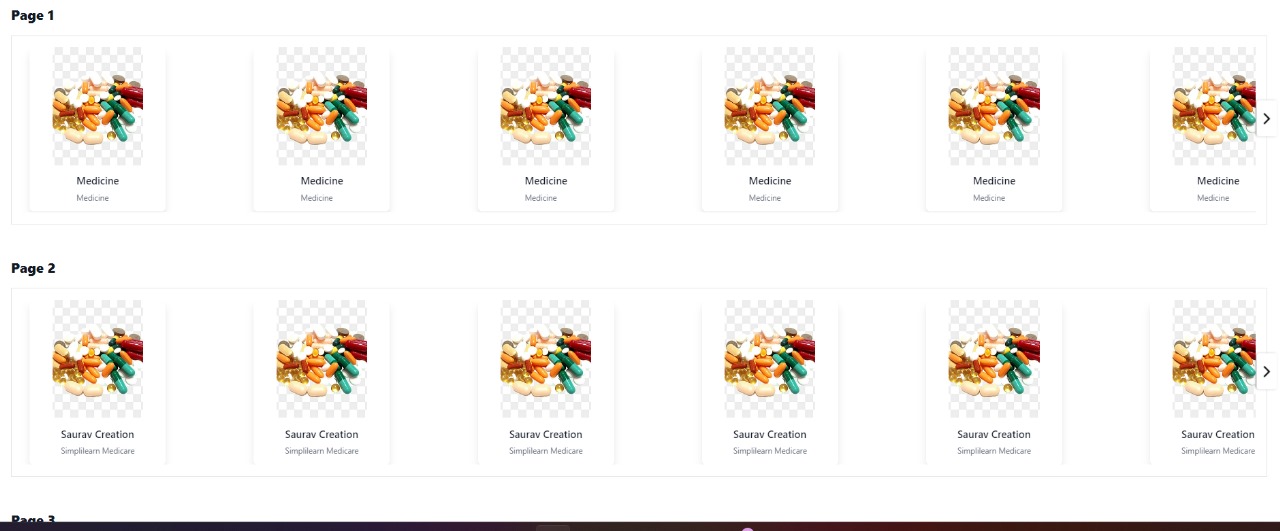 Page 1
Medicine Medicine Medicine Medicine Medicine Medicine
Medicine Medicine Medicine Medicine Medicine Medicine
Page 2
Saurav Creation Saurav Creation Saurav Creation Saurav Creation Saurav Creation Saurav Creation
Simplilearn Medicare Simplilearn Medicare Simplilearn Medicare Simplilearn Medicare Simplilearn Medicare Simplilearn Medicare
Page 3